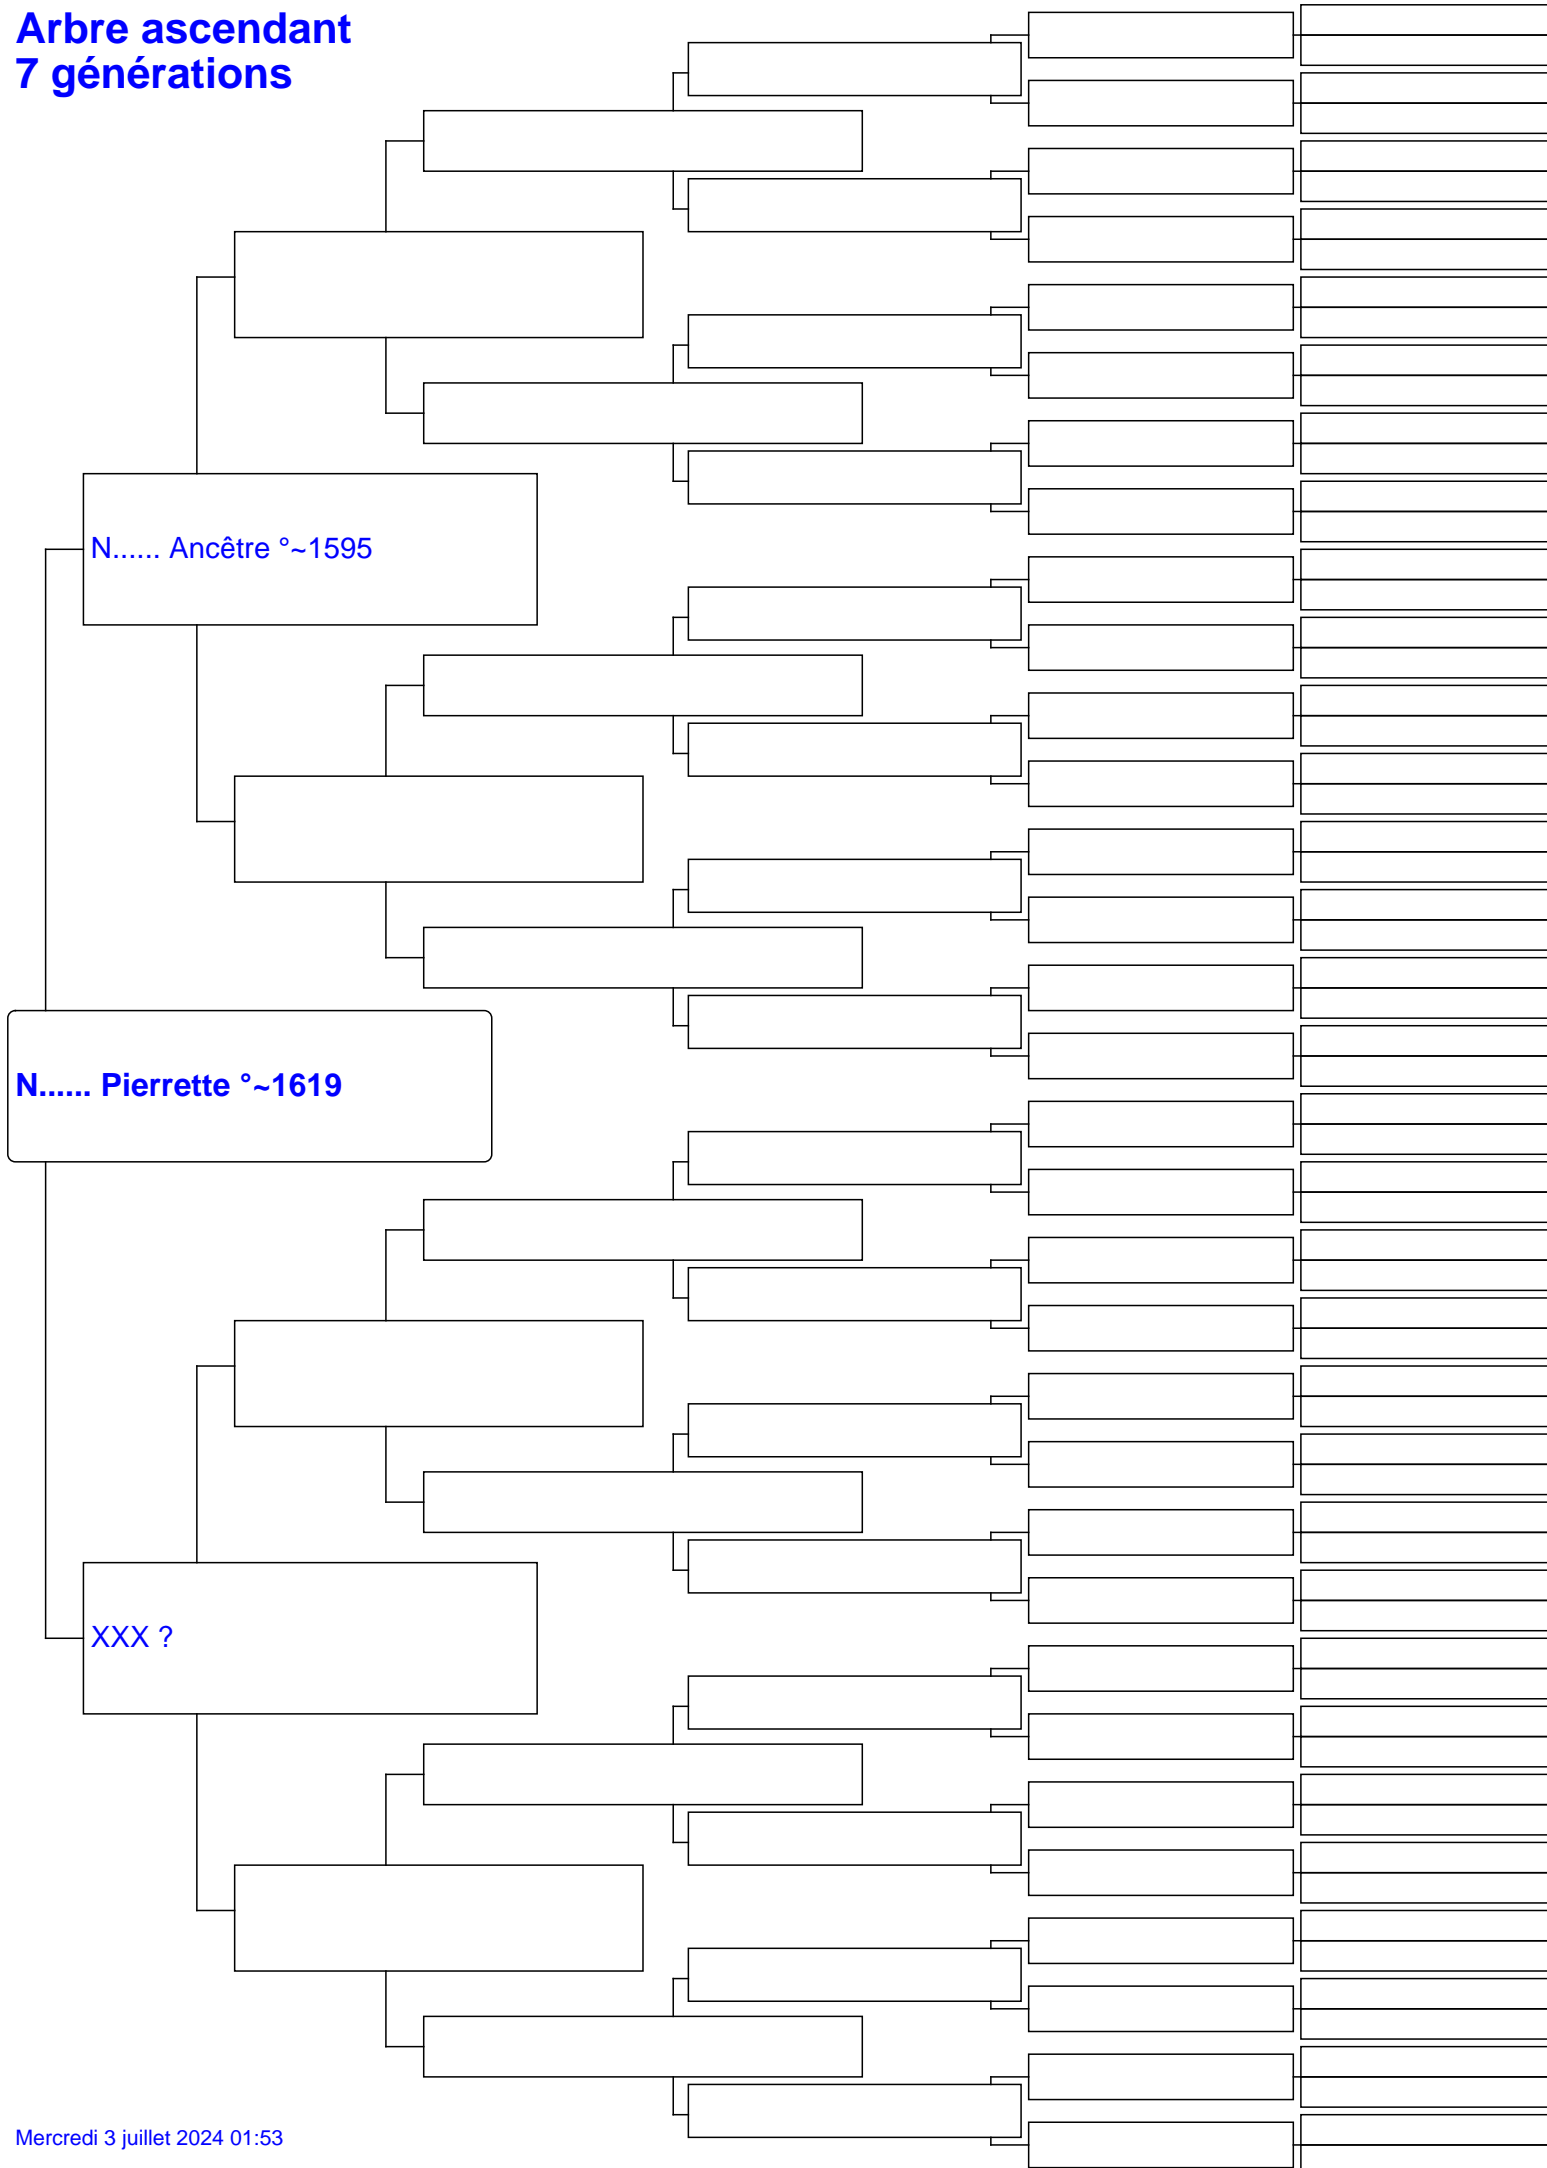 Arbre ascendant
7 générations
N...... Ancêtre °~1595
N...... Pierrette °~1619
XXX ?
Mercredi 3 juillet 2024 01:53